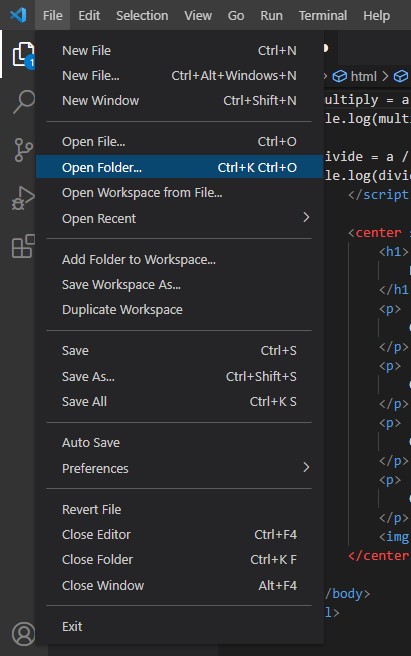 File Edit Selection View Go Run Terminal Help
New File Ctrl+N
New File... Ctrl+Alt+Windows+N
New Window Ctrl+Shift+N
Open File... Ctrl+O
Open Folder... Ctrl+K Ctrl+O
Open Workspace from File...
Open Recent
Add Folder to Workspace...
Save Workspace As...
Duplicate Workspace
Save Ctrl+S
Save As... Ctrl+Shift+S
Save All Ctrl+K S
Auto Save
Preferences
Revert File
Close Editor Ctrl+F4
Close Folder Ctrl+K F
Close Window Alt+F4
Exit
1
> html >
ultiply = a
le.log(multi
ivide = a /
le.log(divid
</script
<center
<h1>
</h1
<p>
</p>
<p>
</p>
<p>
</p>
<p>
</p>
<img
</center
/body>
l>